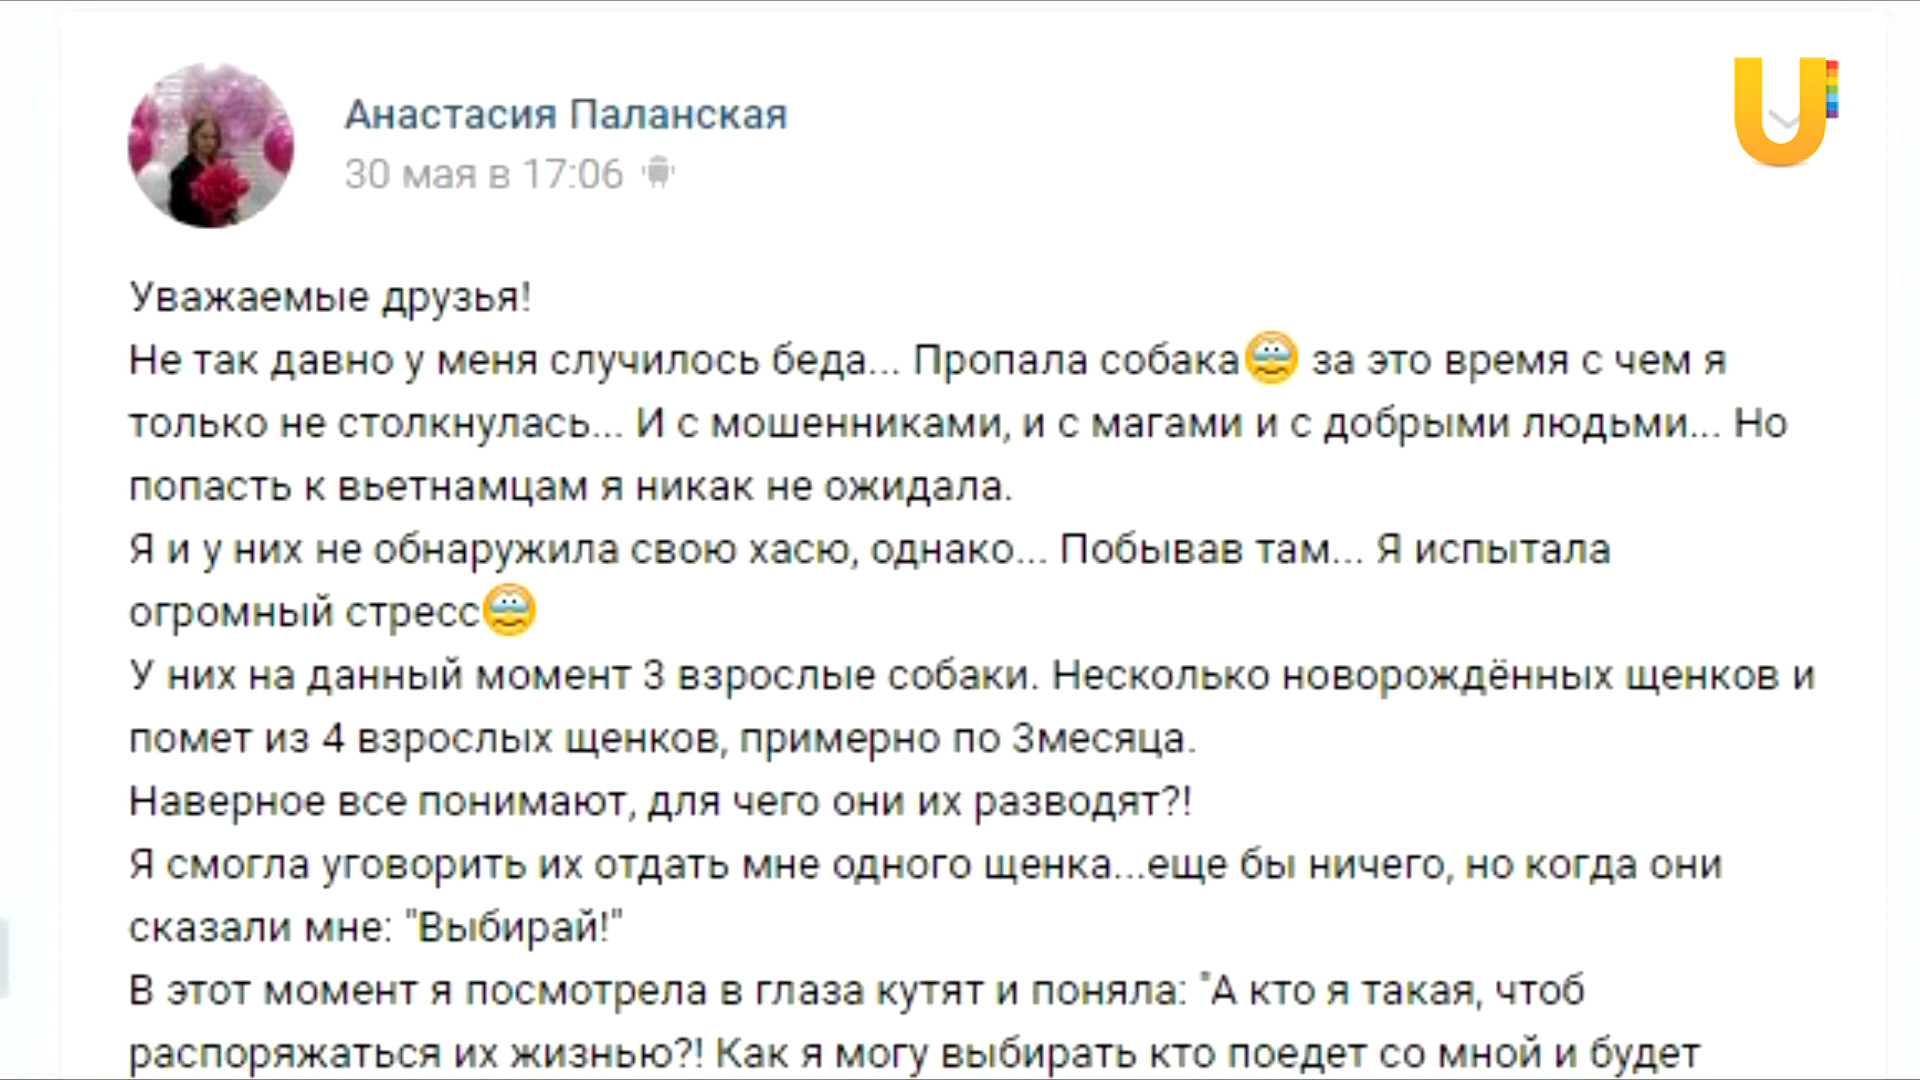 Анастасия Паланская
30 мая в 17:06
U
Уважаемые друзья!
Не так давно у меня случилось беда... Пропала собака за это время с чем я
только не столкнулась... И с мошенниками, и с магами и с добрыми людьми... Но
попасть к вьетнамцам я никак не ожидала.
Я и у них не обнаружила свою хасю, однако... Побывав там... Я испытала
огромный стресс
У них на данный момент 3 взрослые собаки. Несколько новорождённых щенков и
помет из 4 взрослых щенков, примерно по 3месяца.
Наверное все понимают, для чего они их разводят?!
Я смогла уговорить их отдать мне одного щенка...еще бы ничего, но когда они
сказали мне: "Выбирай!"
В этот момент я посмотрела в глаза кутят и поняла: "А кто я такая, чтоб
распоряжаться их жизнью?! Как я могу выбирать кто поедет со мной и будет